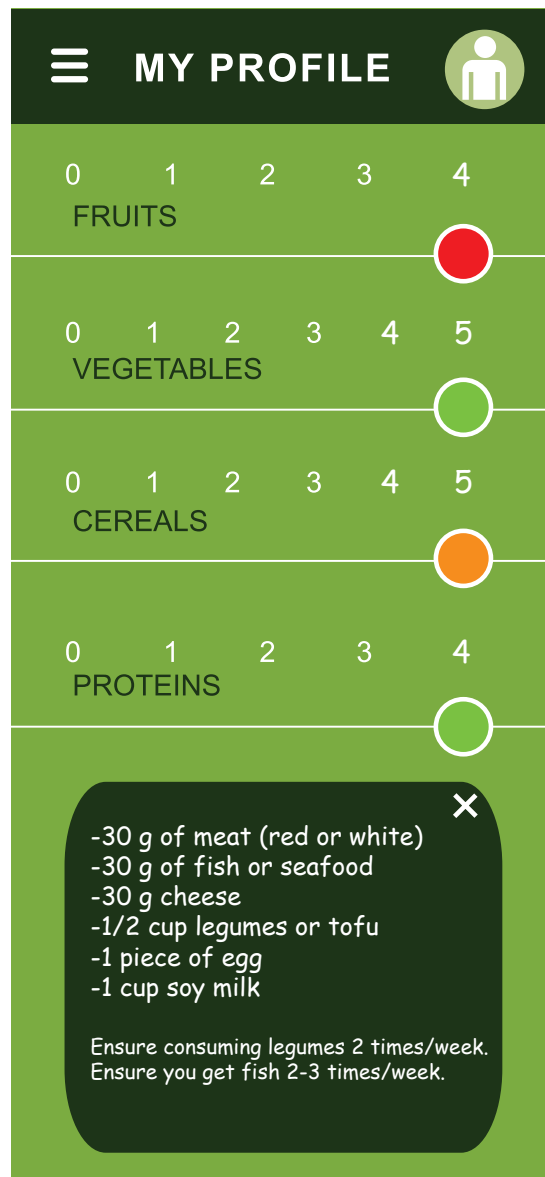 MY PROFILE
0 1 2 3 4
FRUITS
0 1 2 3 4 5
VEGETABLES
0 1 2 3 4 5
CEREALS
0 1 2 3 4
PROTEINS
-30 g of meat (red or white)
-30 g of fish or seafood
-30 g cheese
-1/2 cup legumes or tofu
-1 piece of egg
-1 cup soy milk
Ensure consuming legumes 2 times/week.
Ensure you get fish 2-3 times/week.